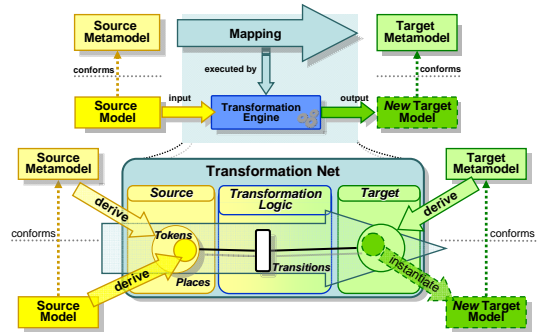 Source
Metamodel
Mapping
Target
Metamodel
conforms
executed by
conforms
Source
Model
input
Transformation
Engine
output
New Target
Model
Source
Metamodel
Transformation Net
Target
Metamodel
Source
Transformation
Logic
Target
derive
derive
conforms
Tokens
conforms
derive
Places
Transitions
instantiate
Source
Model
New Target
Model